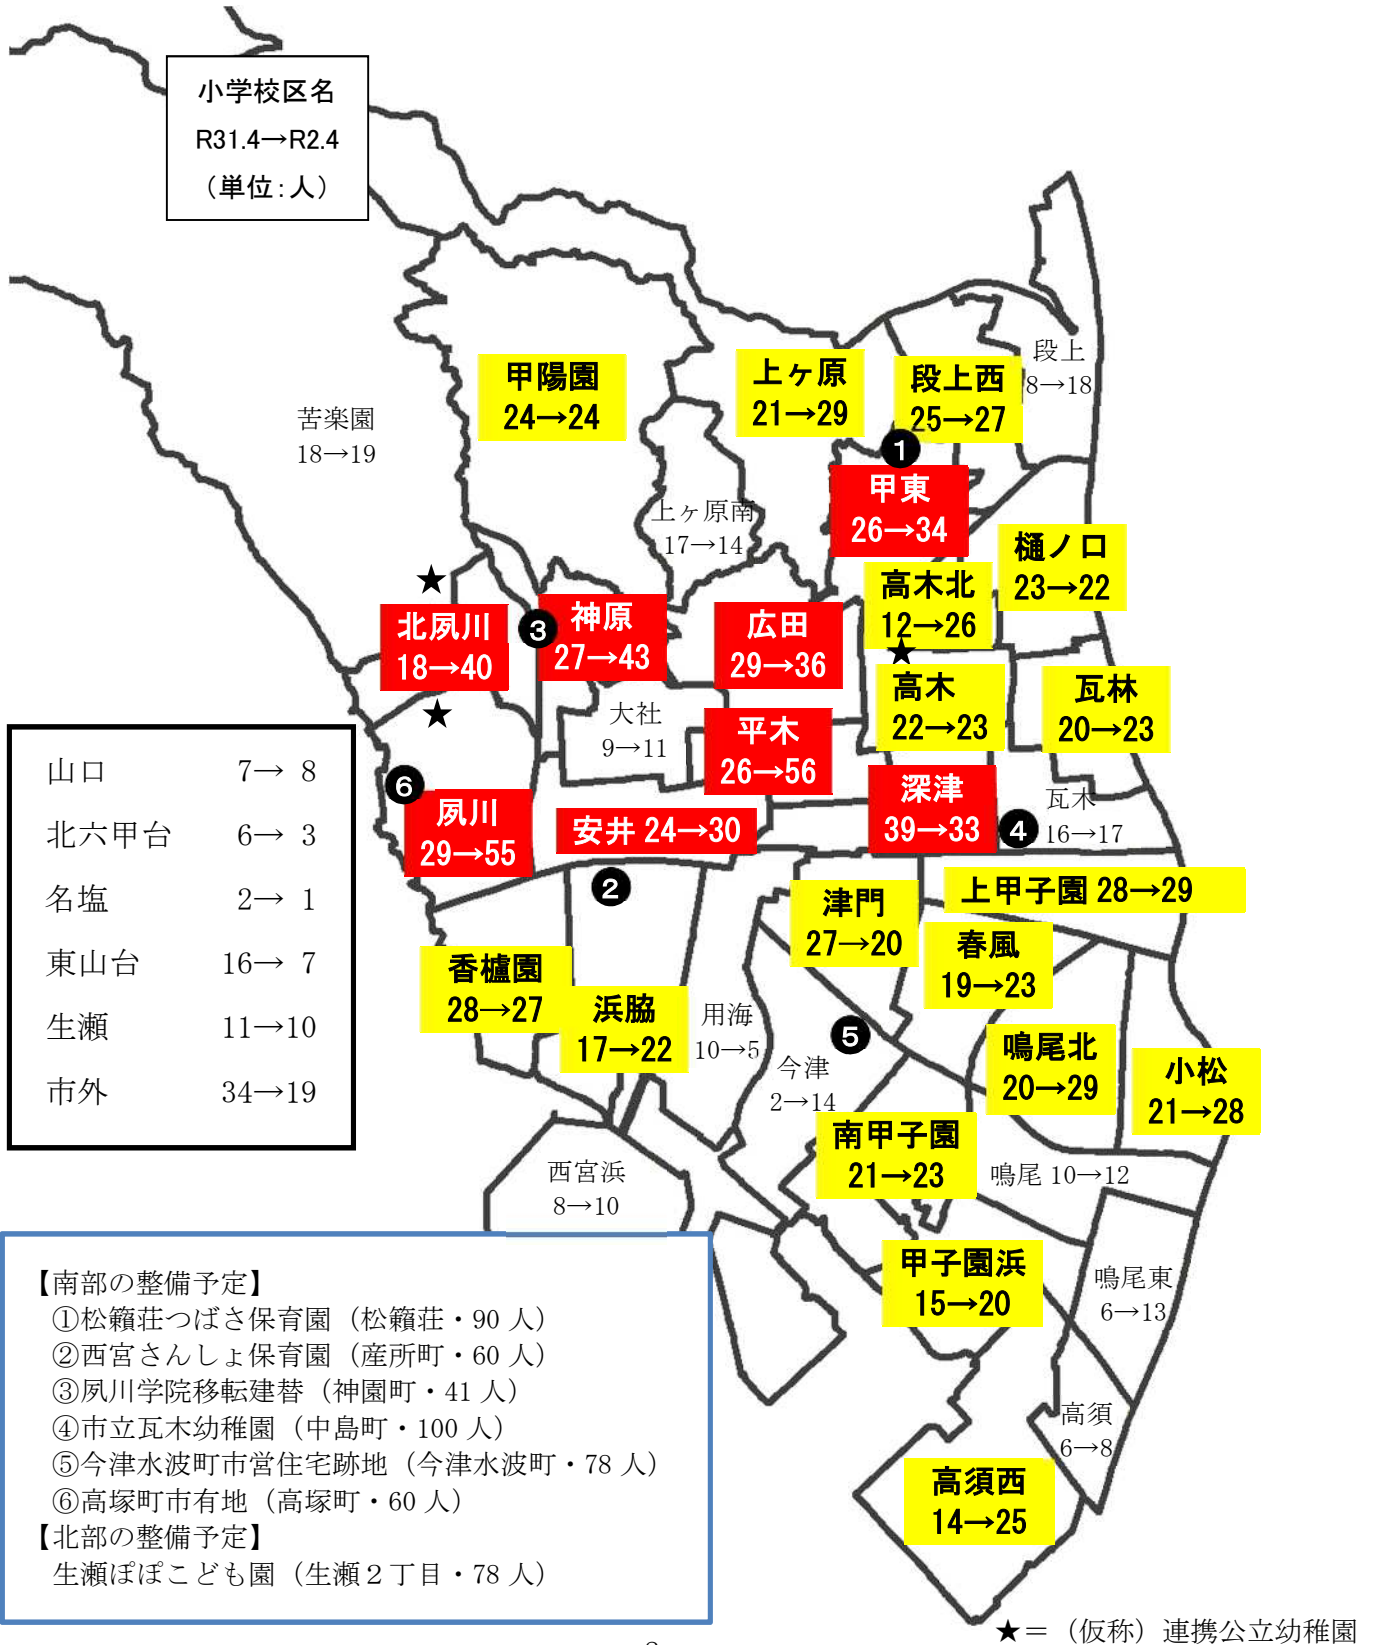 小学校区名
R31.4→R2.4
（単位：人）
段上
8→18
甲陽園
24→24
上ヶ原
21→29
段上西
25→27
苦楽園
18→19
❶
甲東
26→34
上ヶ原南
17→14
樋ノ口
23→22
★
高木北
12→26
北夙川
18→40
❸
神原
27→43
広田
29→36
★
高木
22→23
瓦林
20→23
★
大社
9→11
平木
26→56
❻
夙川
29→55
安井 24→30
深津
39→33
❹
瓦木
16→17
山口 7→ 8
北六甲台 6→ 3
名塩 2→ 1
東山台 16→ 7
生瀬 11→10
市外 34→19
❷
上甲子園 28→29
津門
27→20
春風
19→23
香櫨園
28→27
浜脇
17→22
用海
10→5
❺
今津
2→14
鳴尾北
20→29
小松
21→28
南甲子園
21→23
鳴尾 10→12
西宮浜
8→10
甲子園浜
15→20
鳴尾東
6→13
高須
6→8
高須西
14→25
【南部の整備予定】
①松籟荘つばさ保育園（松籟荘・90 人）
②西宮さんしょ保育園（産所町・60 人）
③夙川学院移転建替（神園町・41 人）
④市立瓦木幼稚園（中島町・100 人）
⑤今津水波町市営住宅跡地（今津水波町・78 人）
⑥高塚町市有地（高塚町・60 人）
【北部の整備予定】
生瀬ぽぽこども園（生瀬２丁目・78 人）
★＝（仮称）連携公立幼稚園